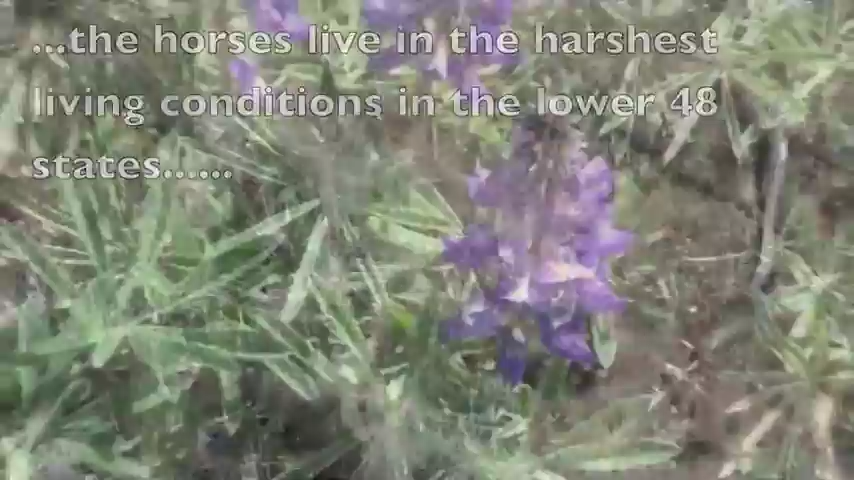 ...the horses live in the harshest
living conditions in the lower 48
states......